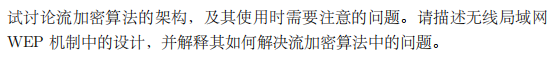 试讨论流加密算法的架构，及其使用时需要注意的问题。请描述无线局域网
WEP 机制中的设计，并解释其如何解决流加密算法中的问题。